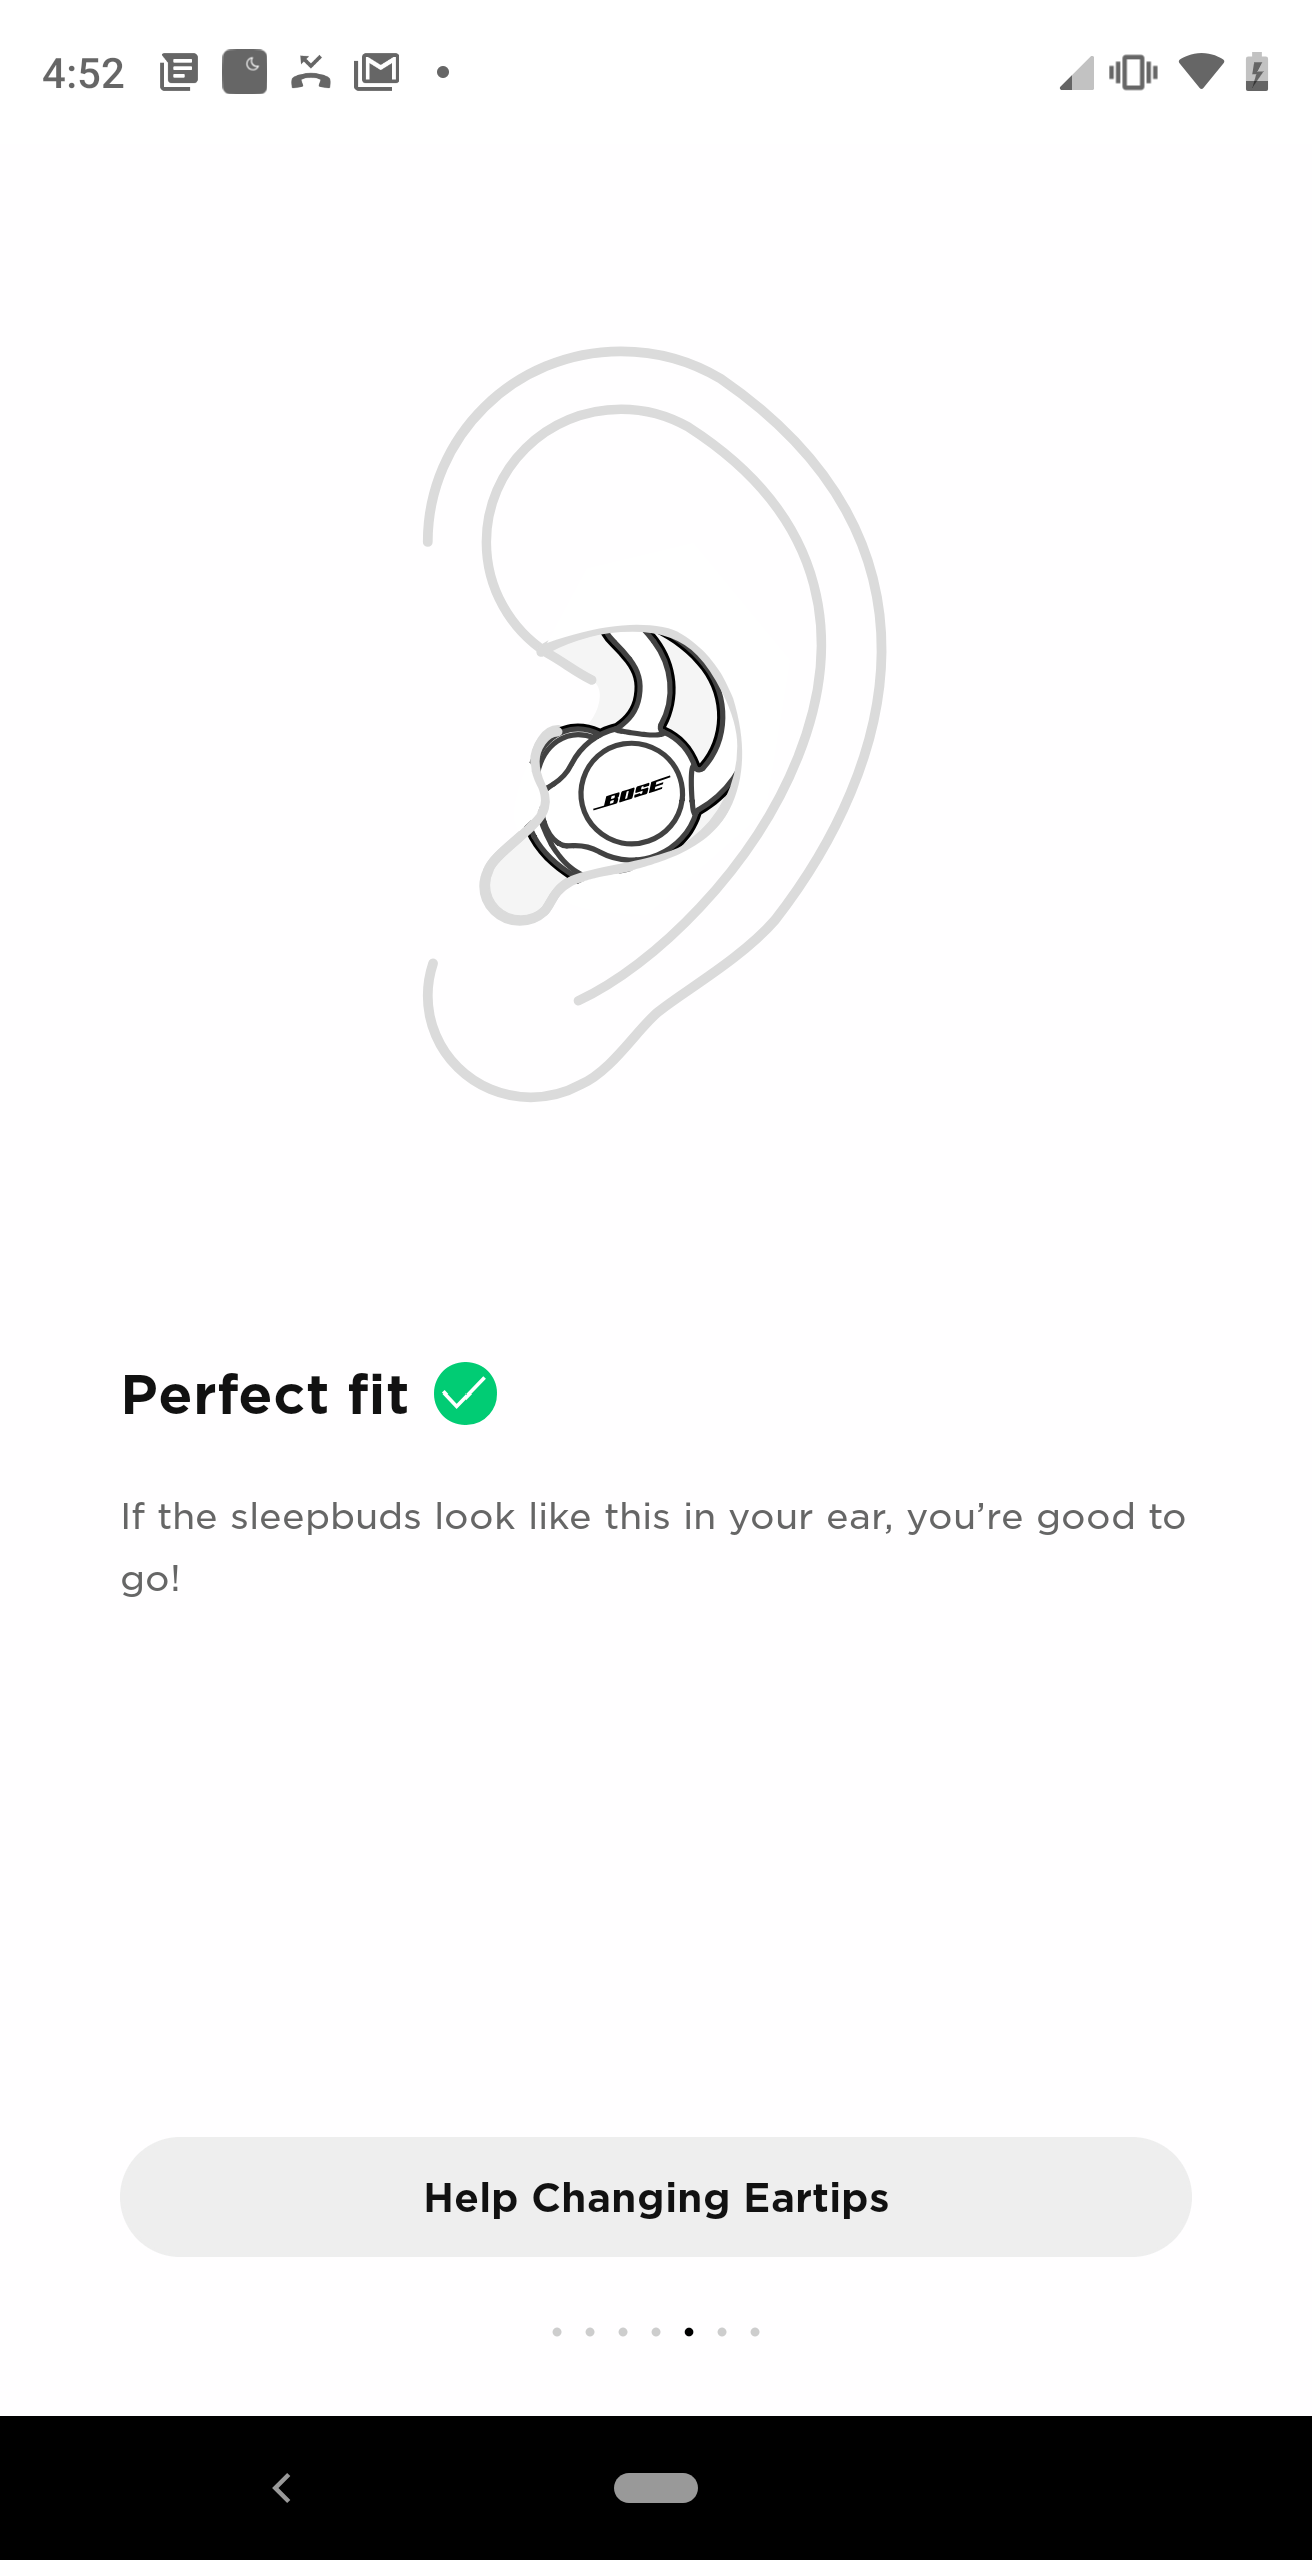 4:52
BOSE
Perfect fit
If the sleepbuds look like this in your ear, you’re good to
go!
Help Changing Eartips